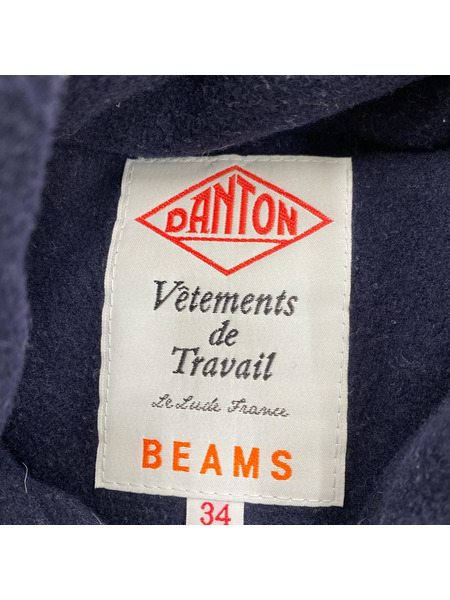 DANTON
Vêtements
de
Travail
Le Lude France
BEAMS
34